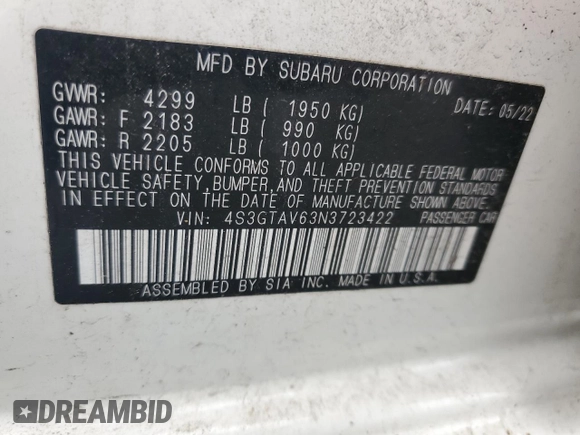 MFD BY SUBARU CORPORATION
GVWR: 4299 LB ( 1950 KG) DATE: 05/22
GAWR: F 2183 LB ( 990 KG)
GAWR: R 2205 LB ( 1000 KG)
THIS VEHICLE CONFORMS TO ALL APPLICABLE FEDERAL MOTOR
VEHICLE SAFETY, BUMPER, AND THEFT PREVENTION STANDARDS
IN EFFECT ON THE DATE OF MANUFACTURE SHOWN ABOVE.
V-IN: 4S3GTAV63N3723422 PASSENGER CAR
ASSEMBLED BY SIA INC. MADE IN U.S.A.
DREAMBID